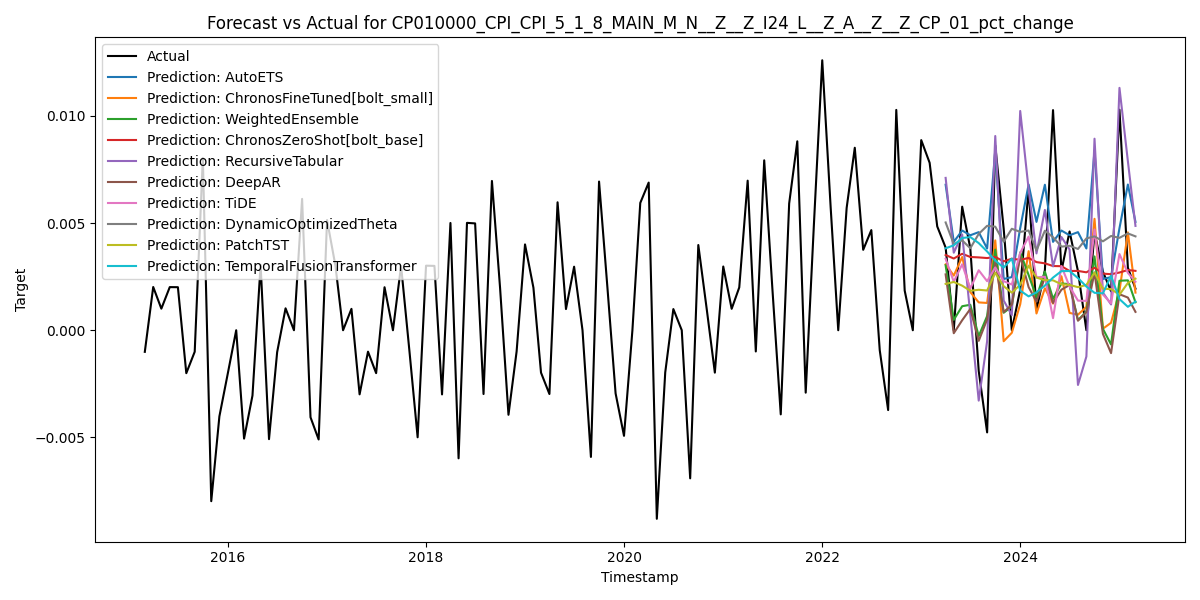 Forecast vs Actual for CP010000_CPI_CPI_5_1_8_MAIN_M_N__Z__Z_I24_L__Z_A__Z__Z_CP_01_pct_change
Actual
Prediction: AutoETS
Prediction: ChronosFineTuned[bolt_small]
Prediction: WeightedEnsemble
Prediction: ChronosZeroShot[bolt_base]
Prediction: RecursiveTabular
Prediction: DeepAR
Prediction: TiDE
Prediction: DynamicOptimizedTheta
Prediction: PatchTST
Prediction: TemporalFusionTransformer
Target
0.010
0.005
0.000
−0.005
2016
2018
2020
2022
2024
Timestamp